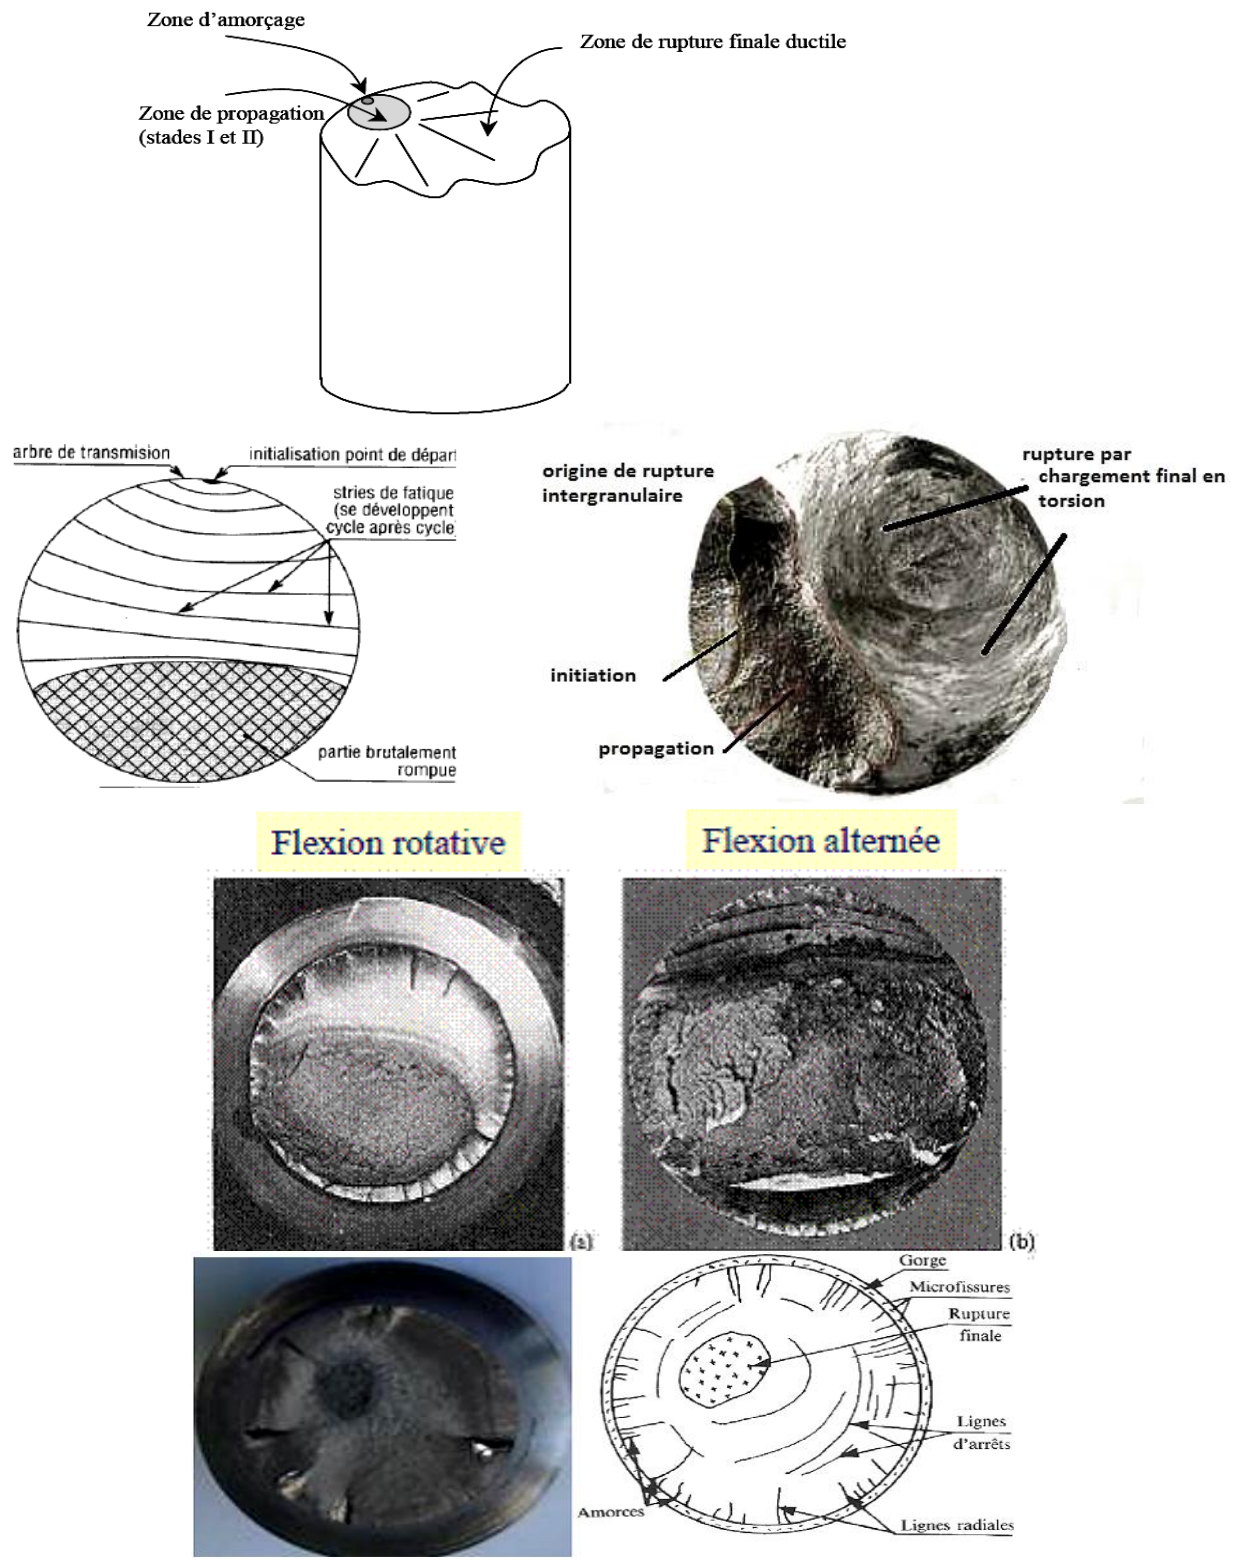 Zone d'amorçage
Zone de rupture finale ductile
Zone de propagation
(stades I et II)
arbre de transmision
initialisation point de départ
stries de fatique
(se développent
cycle après cycle)
partie brutalement
rompue
origine de rupture
intergranulaire
rupture par
chargement final en
torsion
initiation
propagation
Flexion rotative
Flexion alternée
(a)
(b)
Gorge
Microfissures
Rupture
finale
Lignes
d'arrêts
Amorces
Lignes radiales